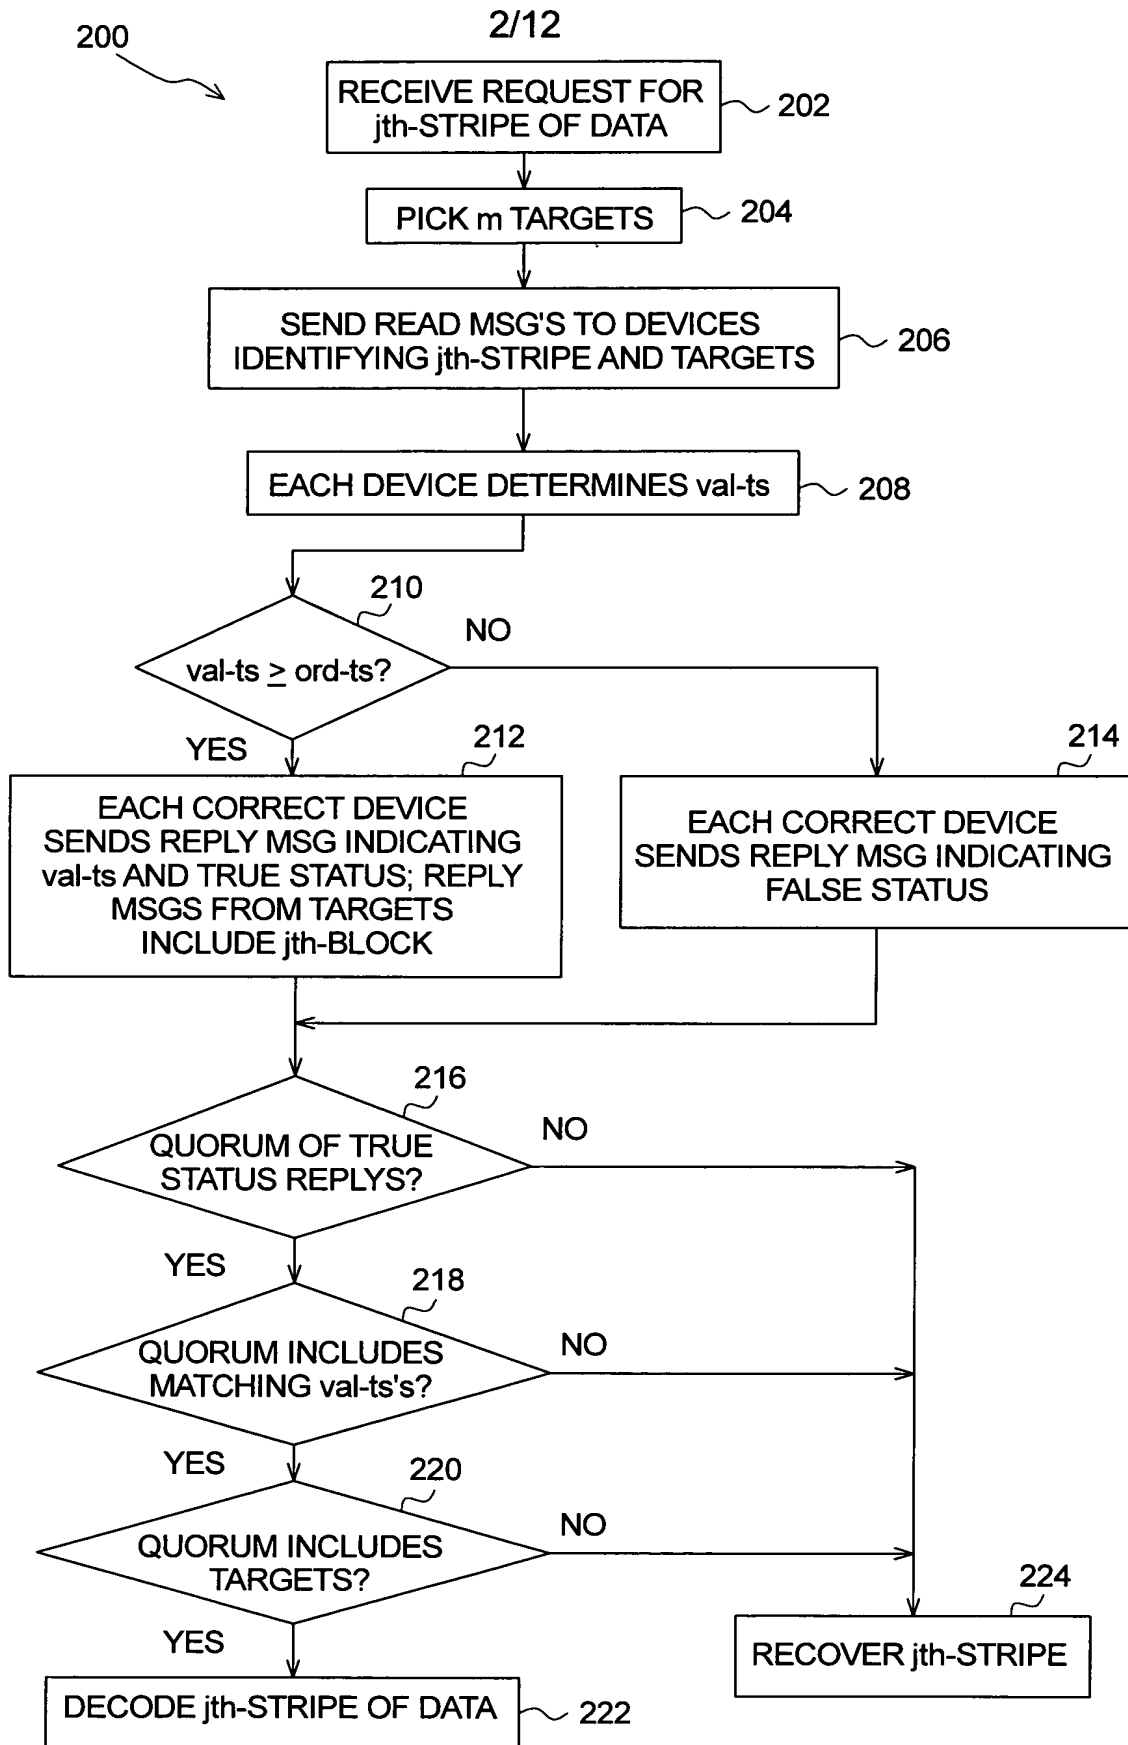 2/12
200
RECEIVE REQUEST FOR
jth-STRIPE OF DATA
202
PICK m TARGETS
204
SEND READ MSG'S TO DEVICES
IDENTIFYING jth-STRIPE AND TARGETS
206
EACH DEVICE DETERMINES val-ts
208
210
val-ts ≥ ord-ts?
NO
YES
212
EACH CORRECT DEVICE
SENDS REPLY MSG INDICATING
val-ts AND TRUE STATUS; REPLY
MSGS FROM TARGETS
INCLUDE jth-BLOCK
214
EACH CORRECT DEVICE
SENDS REPLY MSG INDICATING
FALSE STATUS
216
QUORUM OF TRUE
STATUS REPLYS?
NO
YES
218
QUORUM INCLUDES
MATCHING val-ts's?
NO
YES
220
QUORUM INCLUDES
TARGETS?
NO
YES
224
RECOVER jth-STRIPE
DECODE jth-STRIPE OF DATA
222